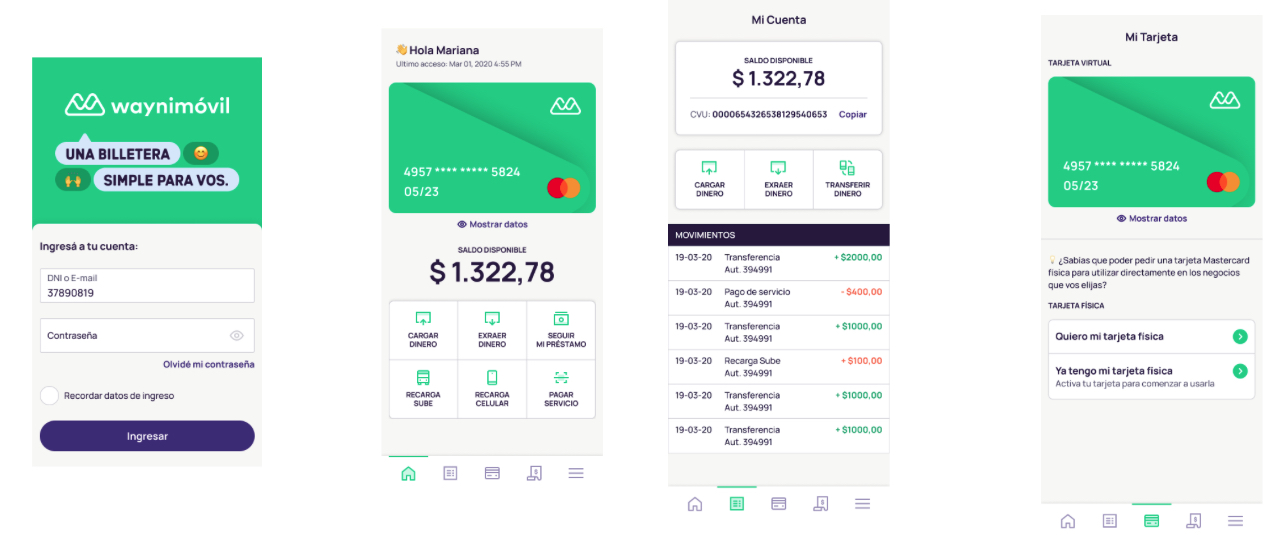 waynimóvil
UNA BILLETERA
SIMPLE PARA VOS.
Ingresá a tu cuenta:
DNI o E-mail
37890819
Contraseña
Olvidé mi contraseña
Recordar datos de ingreso
Ingresar
Hola Mariana
Ultimo acceso: Mar 01, 2020 4:55 PM
4957 **** ***** 5824
05/23
Mostrar datos
SALDO DISPONIBLE
$ 1.322,78
CARGAR
DINERO
EXRAER
DINERO
SEGUIR
MI PRÉSTAMO
RECARGA
SUBE
RECARGA
CELULAR
PAGAR
SERVICIO
Mi Cuenta
SALDO DISPONIBLE
$ 1.322,78
CVU: 0000654326538129540653 Copiar
CARGAR
DINERO
EXRAER
DINERO
TRANSFERIR
DINERO
MOVIMIENTOS
19-03-20 Transferencia + $2000,00
Aut. 394991
19-03-20 Pago de servicio - $400,00
Aut. 394991
19-03-20 Transferencia + $1000,00
Aut. 394991
19-03-20 Recarga Sube + $100,00
Aut. 394991
19-03-20 Transferencia + $1000,00
Aut. 394991
19-03-20 Transferencia + $1000,00
Aut. 394991
Mi Tarjeta
TARJETA VIRTUAL
4957 **** ***** 5824
05/23
Mostrar datos
¿Sabías que poder pedir una tarjeta Mastercard
física para utilizar directamente en los negocios
que vos elijas?
TARJETA FÍSICA
Quiero mi tarjeta física
Ya tengo mi tarjeta física
Activa tu tarjeta para comenzar a usarla